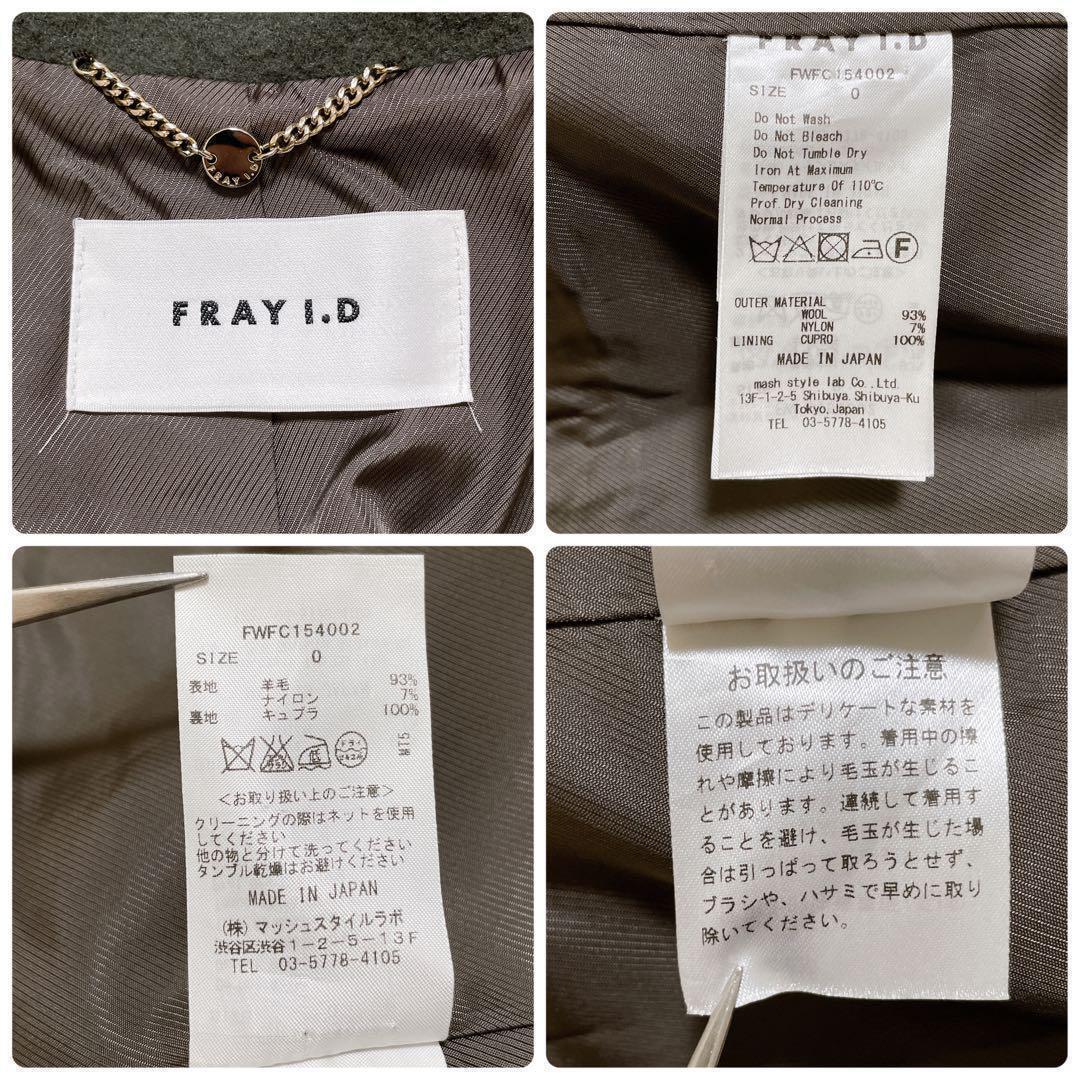 FRAY I.D
FRAY I.D
FRAY I.D
FWFC154002
SIZE 0
Do Not Wash
Do Not Bleach
Do Not Tumble Dry
Iron At Maximum
Temperature Of 110℃
Prof.Dry Cleaning
Normal Process
F
OUTER MATERIAL
WOOL 93%
NYLON 7%
LINING CUPRO 100%
MADE IN JAPAN
mash style lab Co.,Ltd.
13F-1-2-5 Shibuya.Shibuya-Ku
Tokyo.Japan
TEL 03-5778-4105
FWFC154002
SIZE 0
表地 羊毛 93%
ナイロン 7%
裏地 キュプラ 100%
低 ドライ
MT5
<お取り扱い上のご注意>
クリーニングの際はネットを使用
してください
他の物と分けて洗ってください
タンブル乾燥はお避けください
MADE IN JAPAN
(株) マッシュスタイルラボ
渋谷区渋谷1-2-5-13F
TEL 03-5778-4105
お取扱いのご注意
この製品はデリケートな素材を
使用しております。着用中の擦
れや摩擦により毛玉が生じるこ
とがあります。連続して着用す
ることを避け、毛玉が生じた場
合は引っぱって取ろうとせず、
ブラシや、ハサミで早めに取り
除いてください。